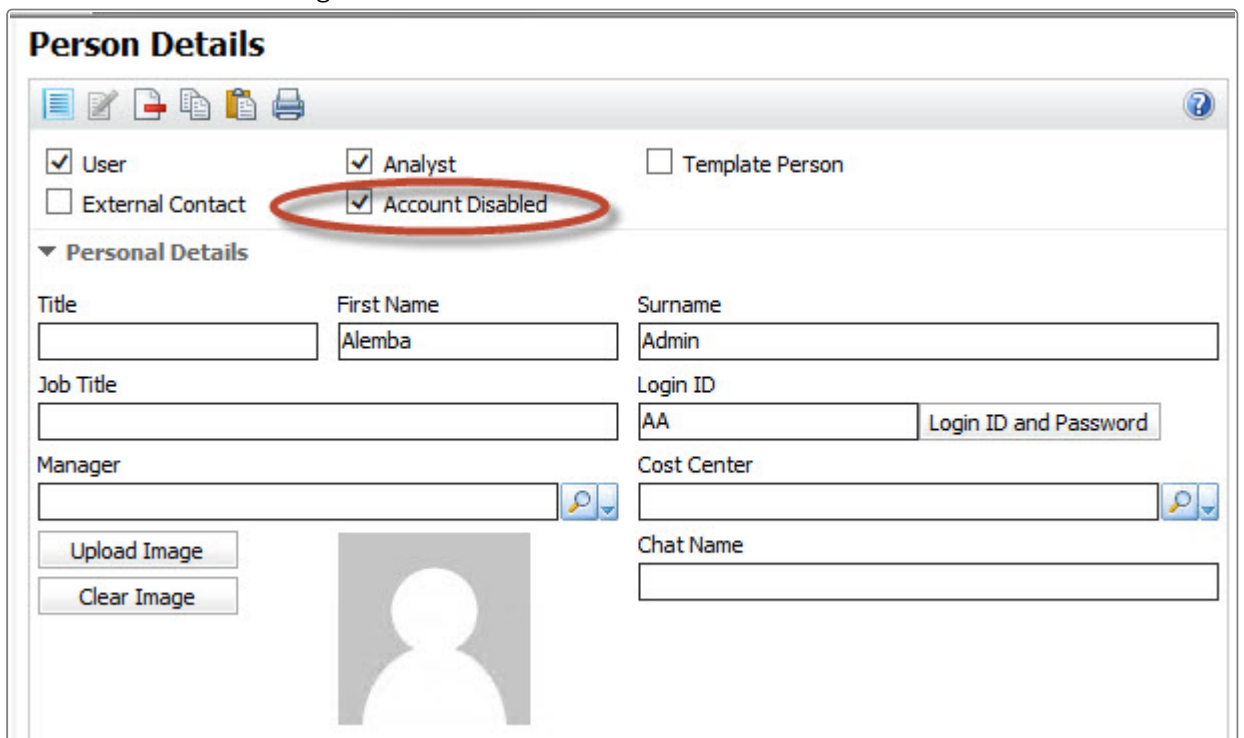 Person Details
User Analyst Template Person
External Contact Account Disabled
Personal Details
Title First Name Surname
Alemba Admin
Job Title Login ID
AA Login ID and Password
Manager Cost Center
Upload Image Chat Name
Clear Image